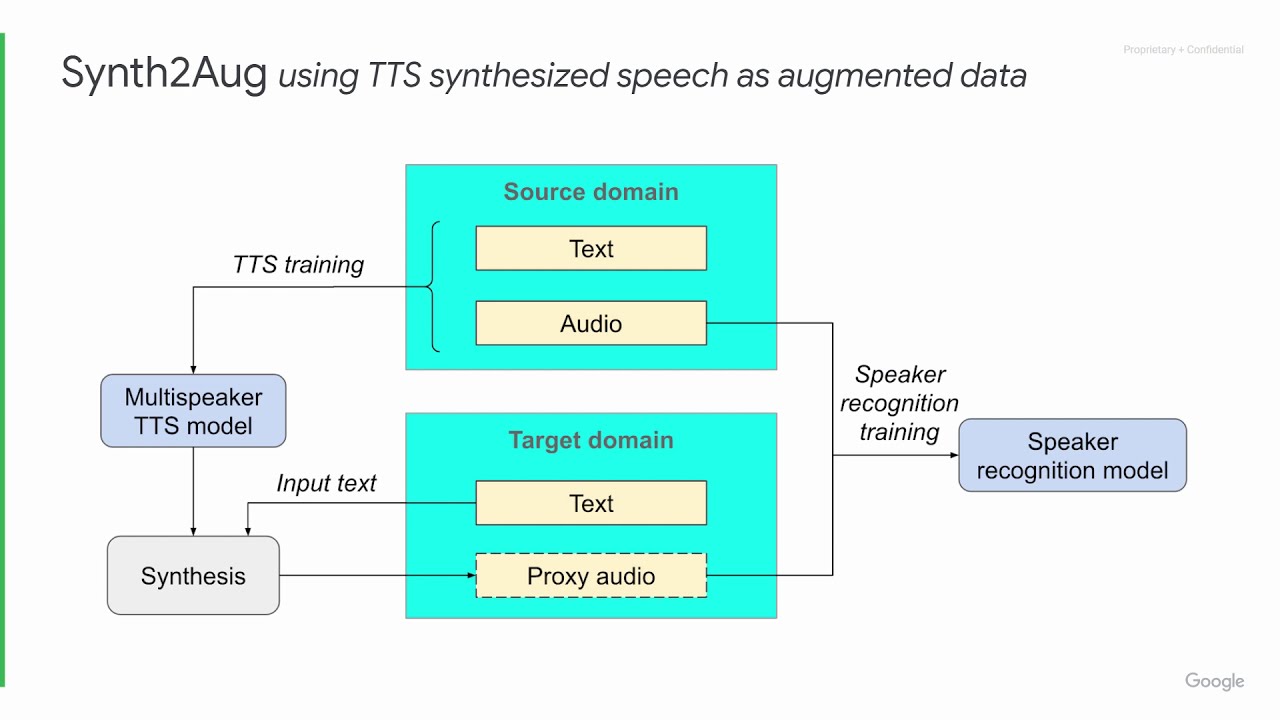 Proprietary + Confidential
Synth2Aug using TTS synthesized speech as augmented data
Source domain
Text
TTS training
Audio
Speaker
recognition
training
Multispeaker
TTS model
Target domain
Speaker
recognition model
Input text
Text
Synthesis
Proxy audio
Google